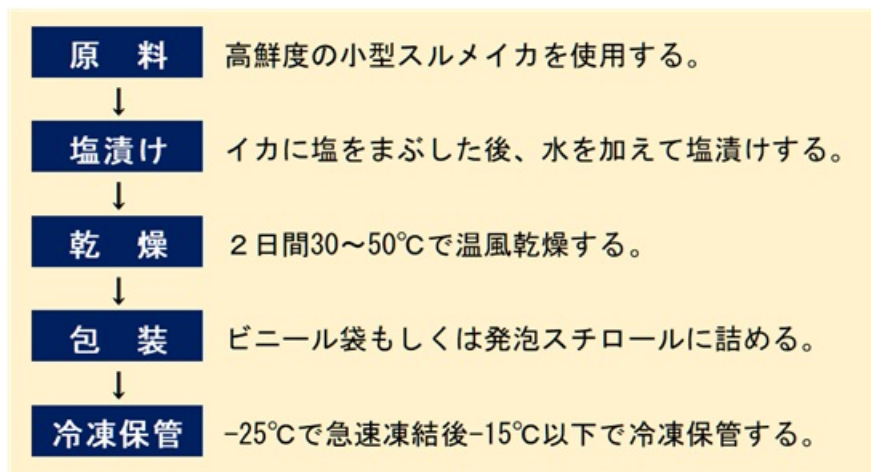 原　料　高鮮度の小型スルメイカを使用する。
↓
塩漬け　イカに塩をまぶした後、水を加えて塩漬けする。
↓
乾　燥　２日間30～50℃で温風乾燥する。
↓
包　装　ビニール袋もしくは発泡スチロールに詰める。
↓
冷凍保管　-25℃で急速凍結後-15℃以下で冷凍保管する。